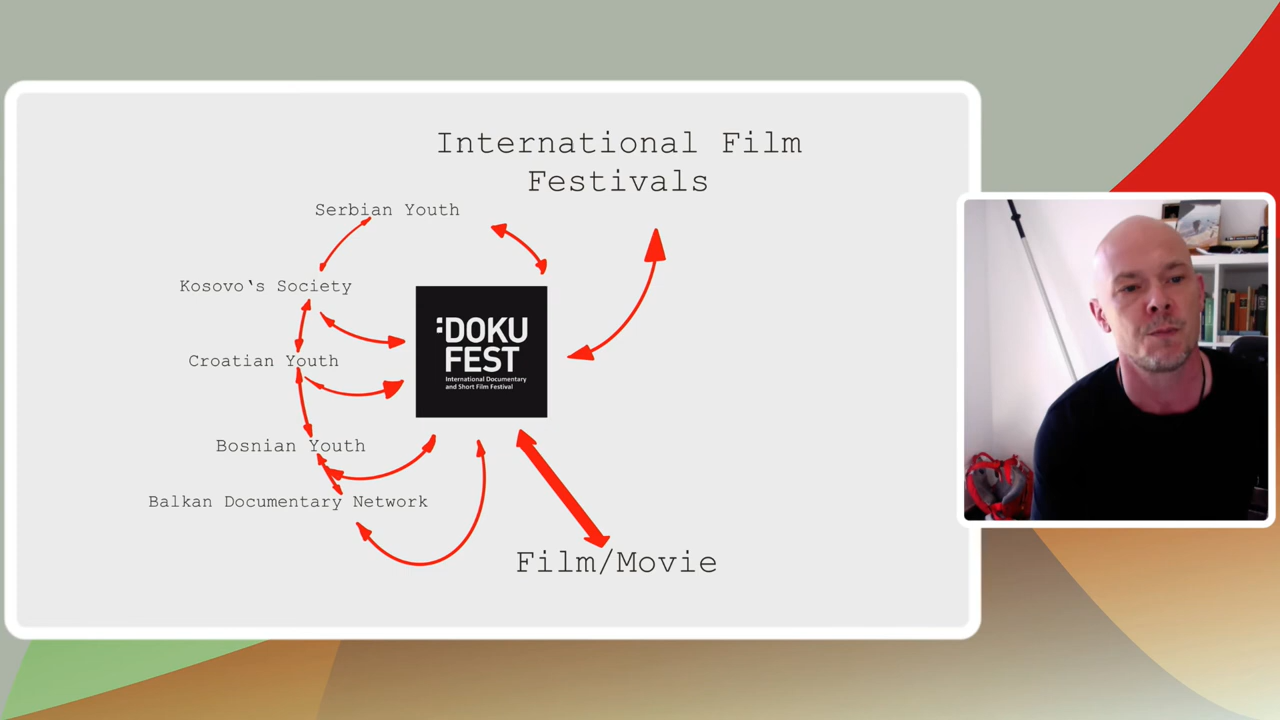 International Film
Festivals
Serbian Youth
Kosovo‘s Society
Croatian Youth
:DOKU
FEST
International Documentary
and Short Film Festival
Bosnian Youth
Balkan Documentary Network
Film/Movie